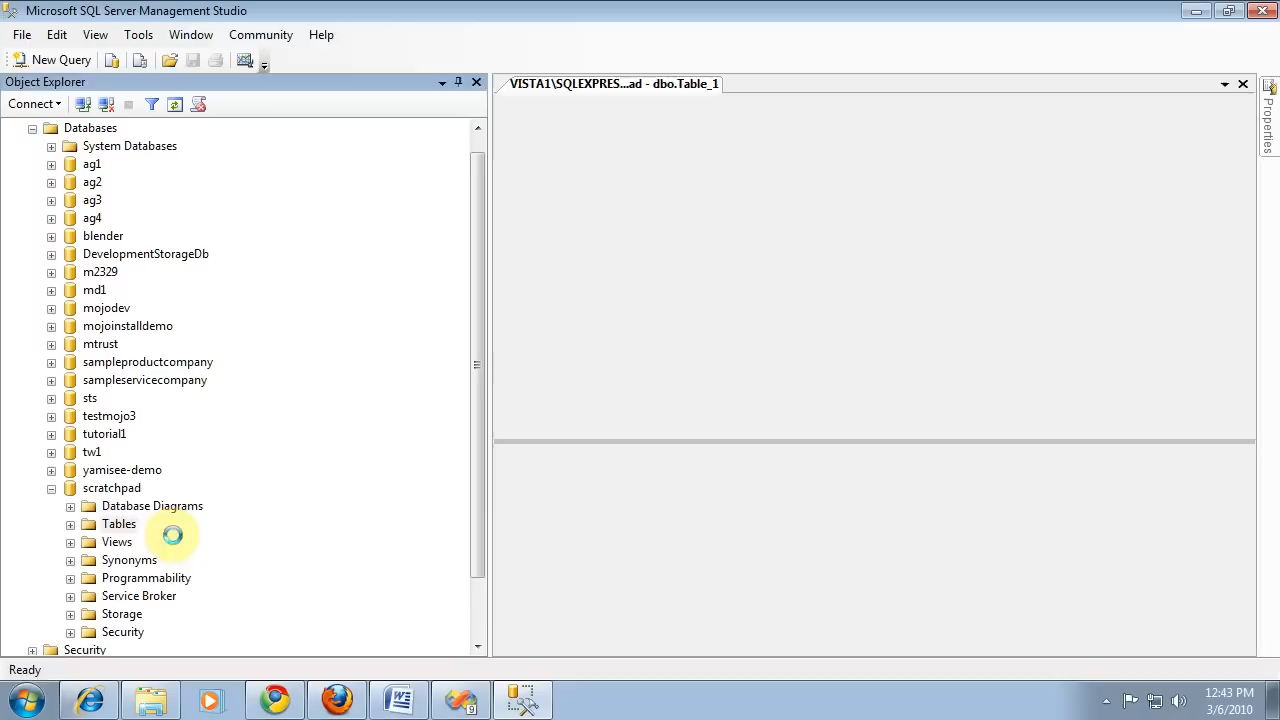 Microsoft SQL Server Management Studio
File Edit View Tools Window Community Help
New Query
Object Explorer
VISTA1\SQLEXPRES...ad - dbo.Table_1
Connect
Properties
Databases
System Databases
ag1
ag2
ag3
ag4
blender
DevelopmentStorageDb
m2329
md1
mojodev
mojoinstalldemo
mtrust
sampleproductcompany
sampleservicecompany
sts
testmojo3
tutorial1
tw1
yamisee-demo
scratchpad
Database Diagrams
Tables
Views
Synonyms
Programmability
Service Broker
Storage
Security
Security
Ready
12:43 PM
3/6/2010